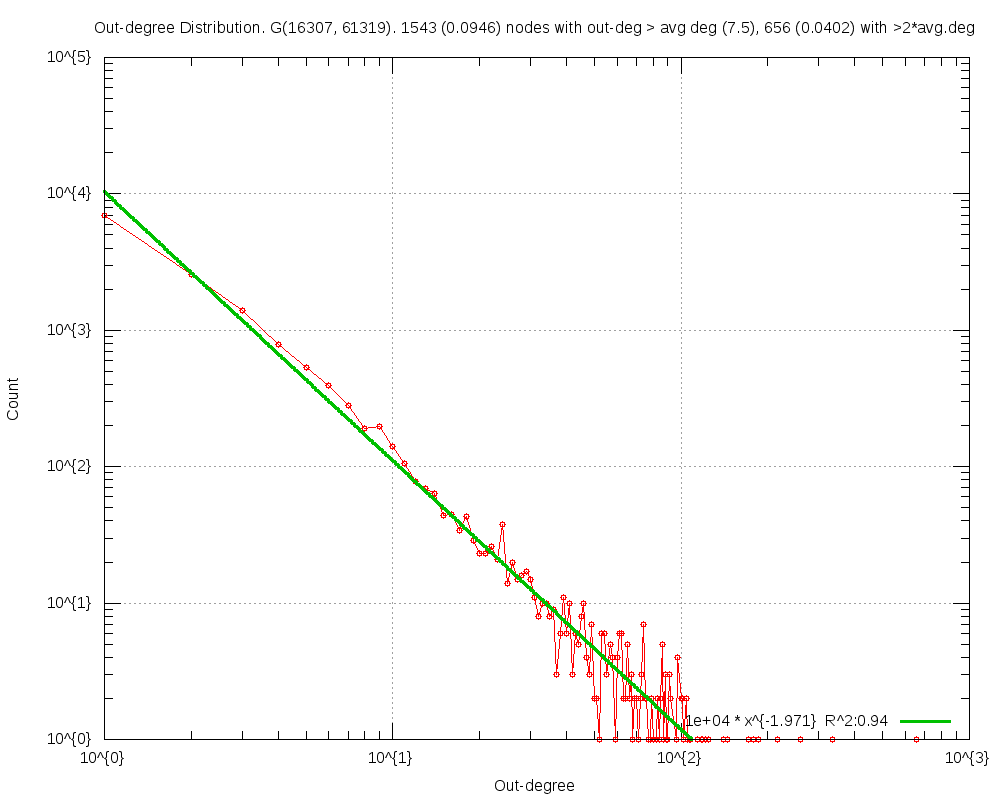 Out-degree Distribution. G(16307, 61319). 1543 (0.0946) nodes with out-deg > avg deg (7.5), 656 (0.0402) with >2*avg.deg
10^{5}
10^{4}
10^{3}
10^{2}
10^{1}
10^{0}
Count
1e+04 * x^{-1.971} R^2:0.94
10^{0} 10^{1} 10^{2} 10^{3}
Out-degree